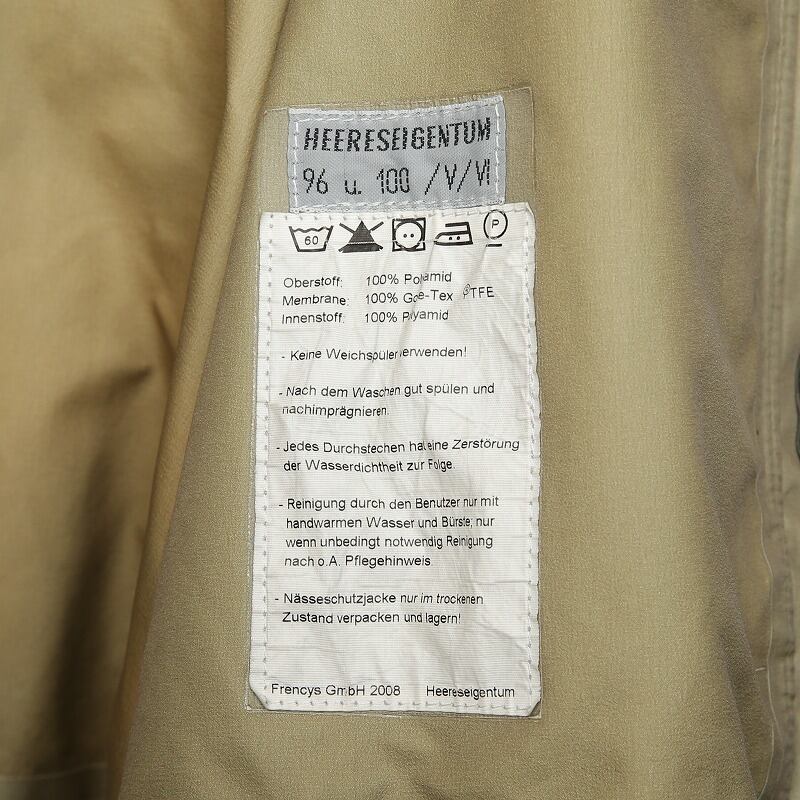 HEERESEIGENTUM
96 u. 100 /V/VI
60 P
Oberstoff: 100% Polyamid
Membrane: 100% Gore-Tex PTFE
Innenstoff: 100% Polyamid
- Keine Weichspüler verwenden!
- Nach dem Waschen gut spülen und
nachimprägnieren.
- Jedes Durchstechen hat eine Zerstörung
der Wasserdichtheit zur Folge.
- Reinigung durch den Benutzer nur mit
handwarmen Wasser und Bürste; nur
wenn unbedingt notwendig Reinigung
nach o.A. Pflegehinweis
- Nässeschutzjacke nur im trockenen
Zustand verpacken und lagern!
Frencys GmbH 2008 Heereseigentum